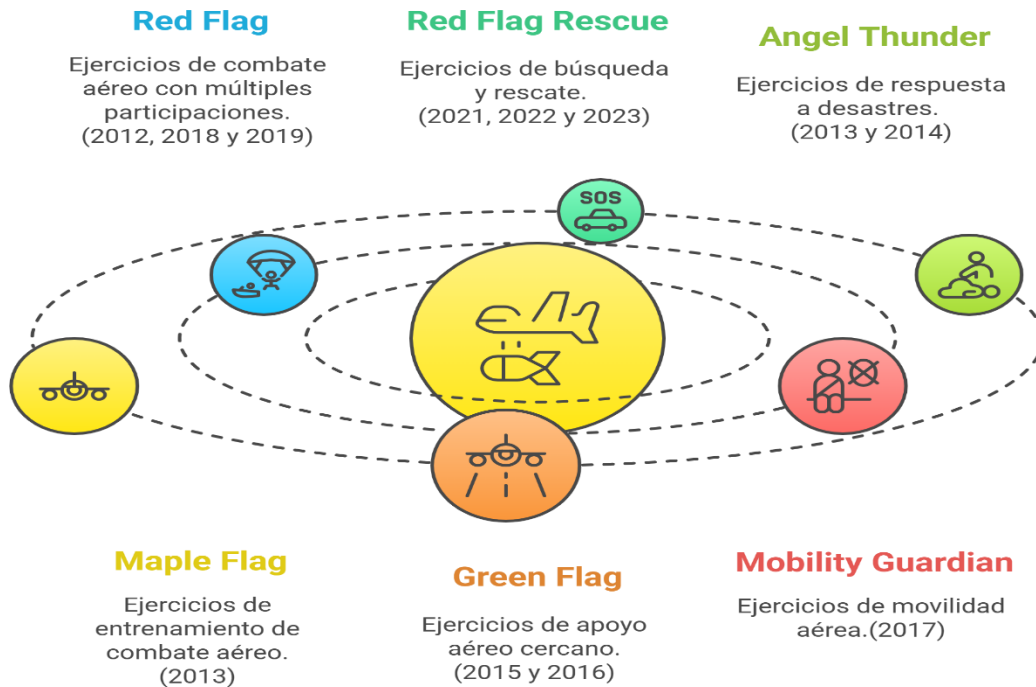 Red Flag
Ejercicios de combate
aéreo con múltiples
participaciones.
(2012, 2018 y 2019)
Red Flag Rescue
Ejercicios de búsqueda
y rescate.
(2021, 2022 y 2023)
Angel Thunder
Ejercicios de respuesta
a desastres.
(2013 y 2014)
SOS
Maple Flag
Ejercicios de
entrenamiento de
combate aéreo.
(2013)
Green Flag
Ejercicios de apoyo
aéreo cercano.
(2015 y 2016)
Mobility Guardian
Ejercicios de movilidad
aérea.(2017)